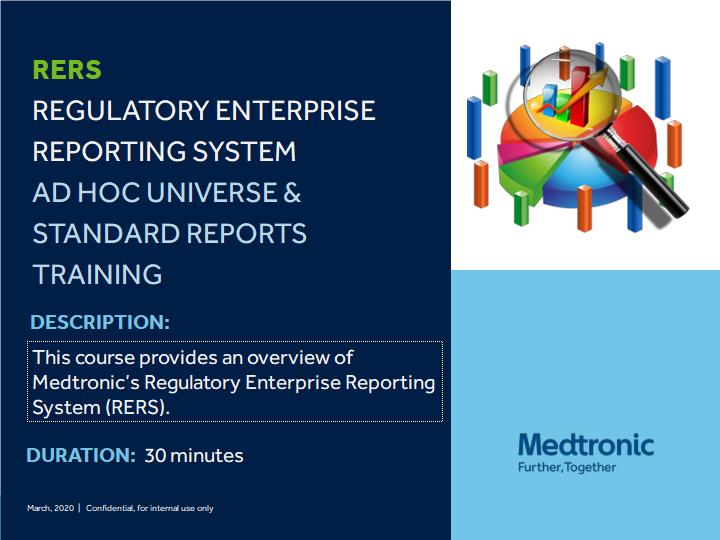 RERS
REGULATORY ENTERPRISE
REPORTING SYSTEM
AD HOC UNIVERSE &
STANDARD REPORTS
TRAINING
DESCRIPTION:
This course provides an overview of
Medtronic's Regulatory Enterprise Reporting
System (RERS).
DURATION: 30 minutes
March, 2020 | Confidential, for internal use only
Medtronic
Further, Together